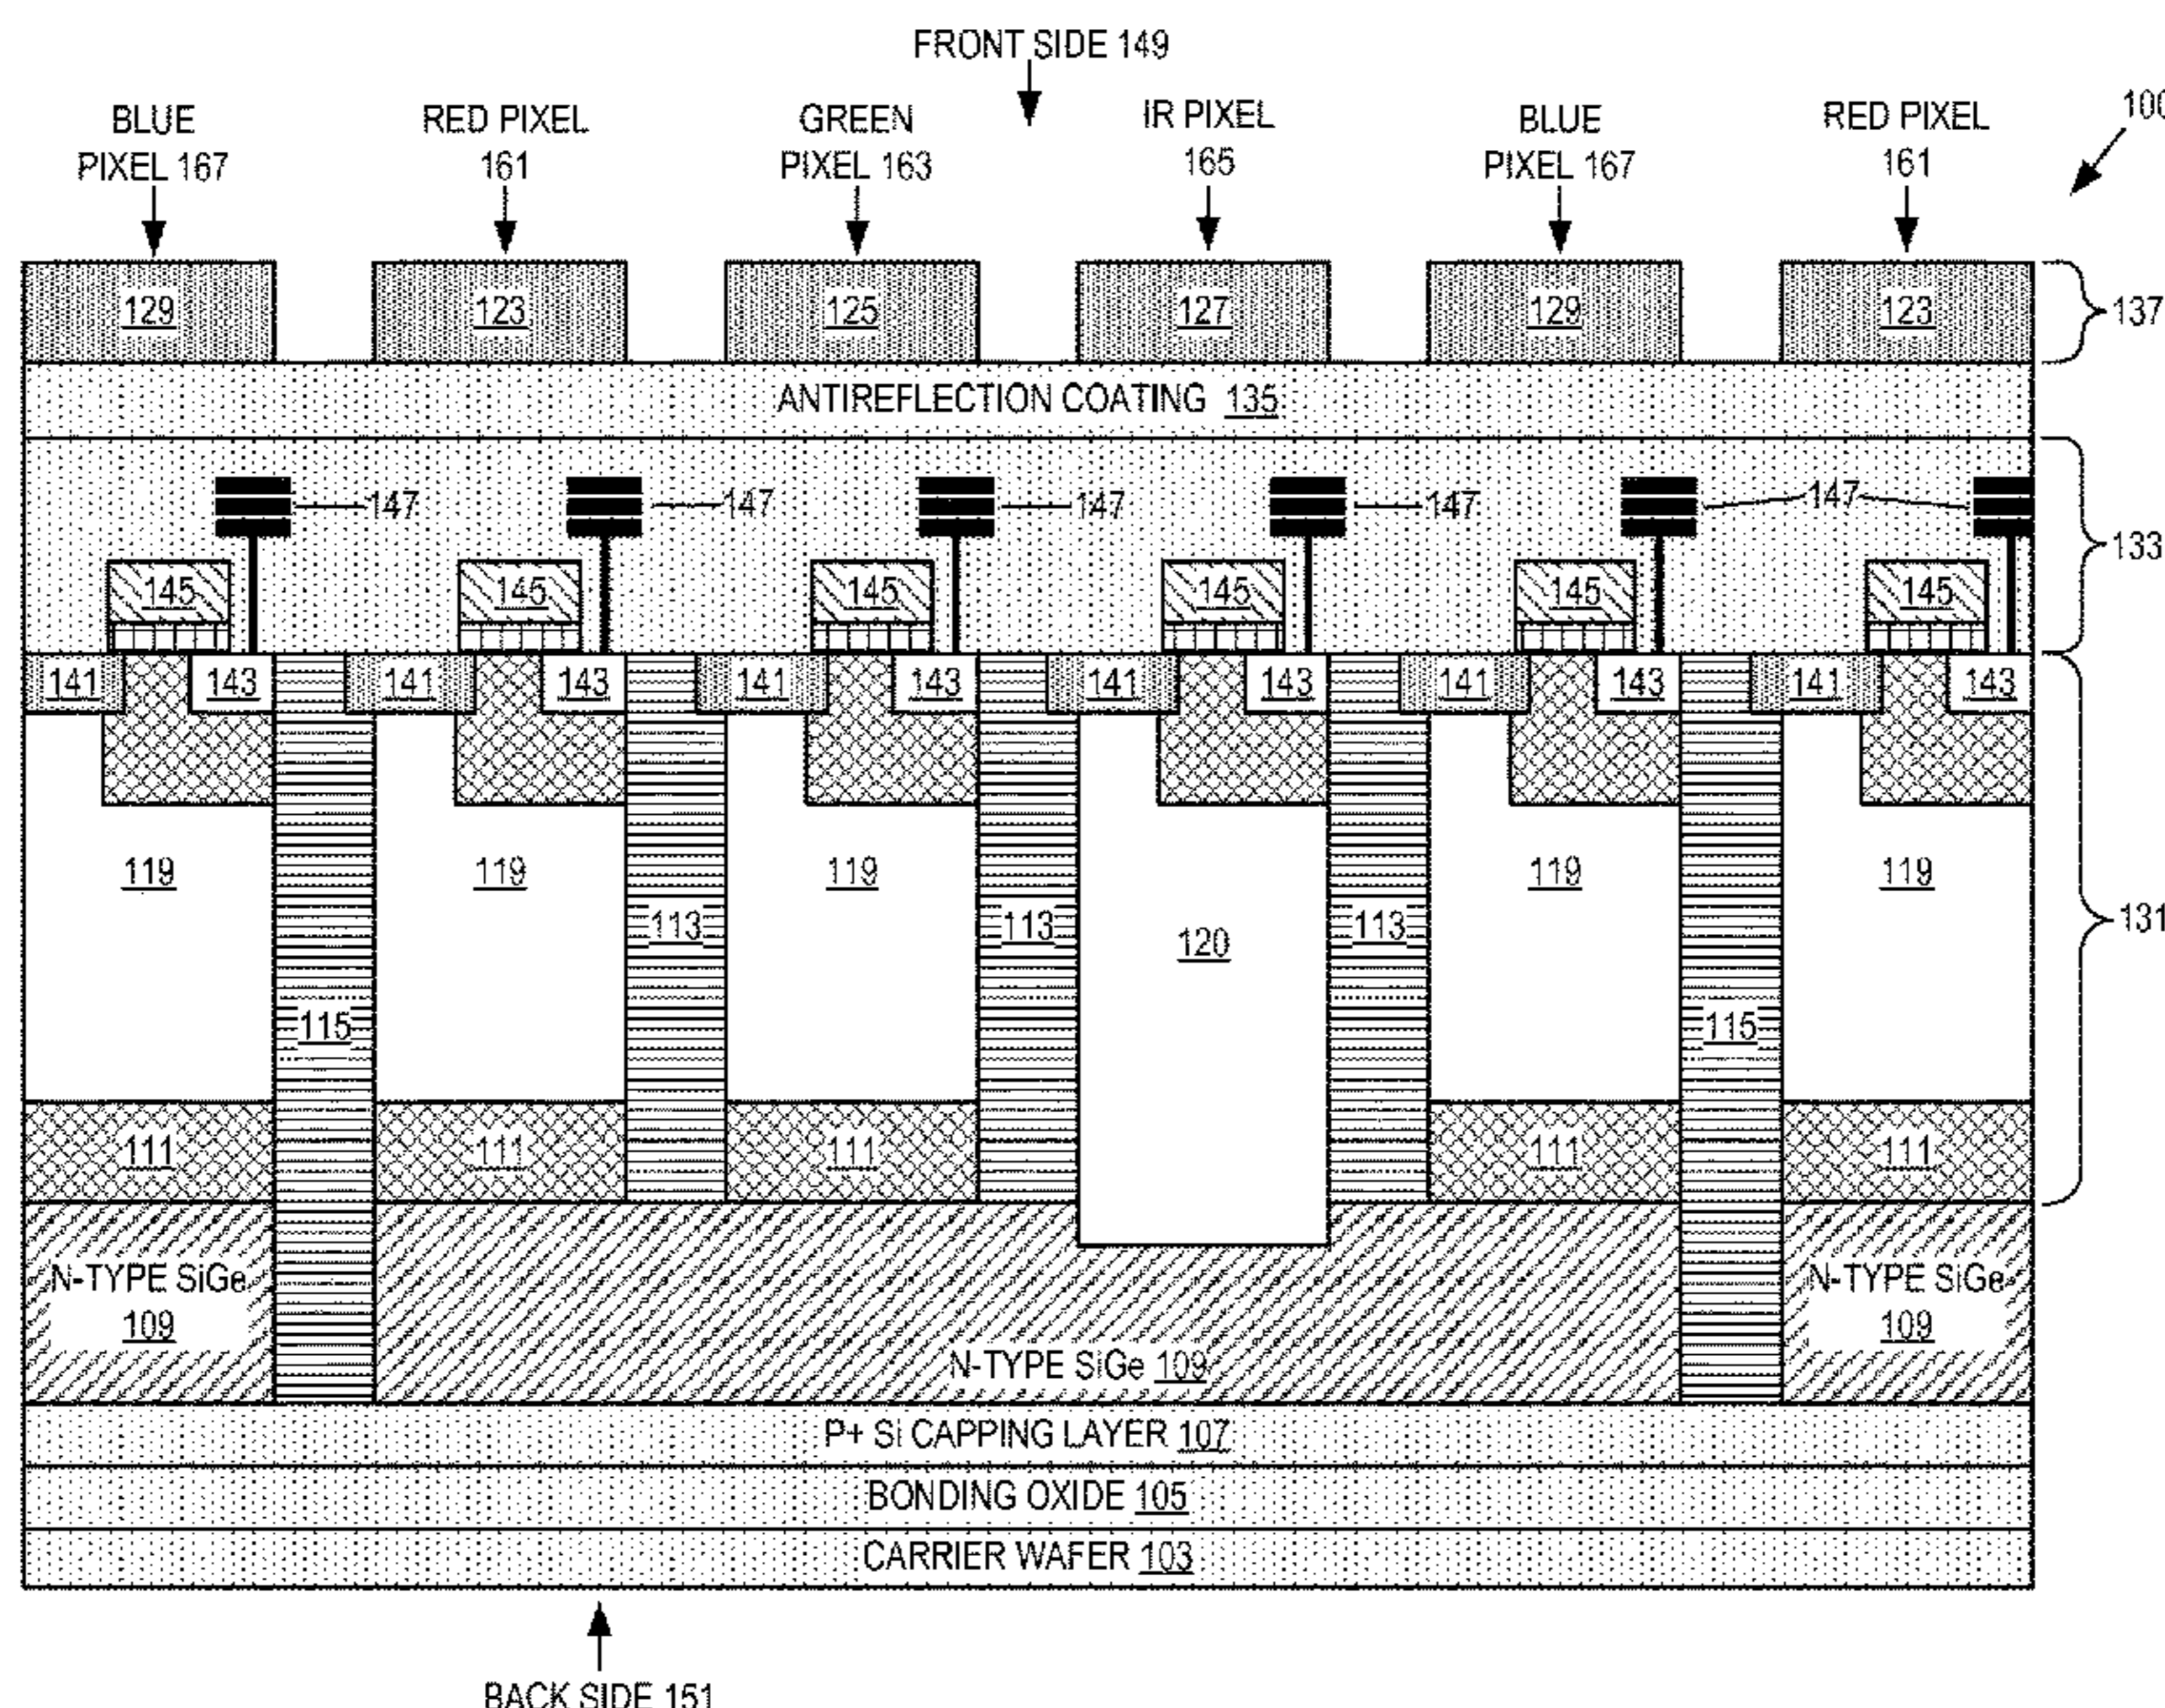 FRONT SIDE 149
BLUE
PIXEL 167
RED PIXEL
161
GREEN
PIXEL 163
IR PIXEL
165
BLUE
PIXEL 167
RED PIXEL
161
129 123 125 127 129 123
137
ANTIREFLECTION COATING 135
147 147 147 147 147
133
145 145 145 145 145 145
141 143 141 143 141 143 141 143 141 143 141 143
119 119 119 119 119
113 113 120 113
131
115 115
111 111 111 111 111
N-TYPE SiGe
109
N-TYPE SiGe 109
N-TYPE SiGe
109
P+ Si CAPPING LAYER 107
BONDING OXIDE 105
CARRIER WAFER 103
BACK SIDE 151